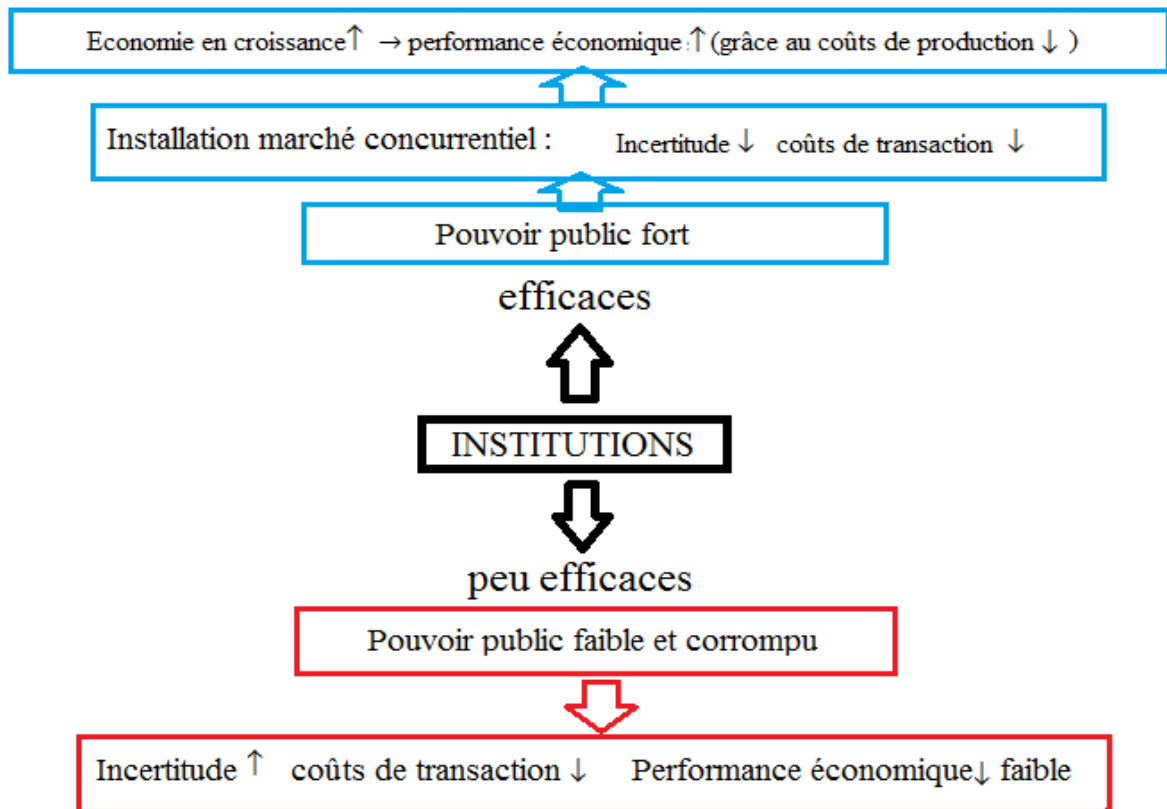 Economie en croissance↑ → performance économique ↑ (grâce au coûts de production ↓ )
Installation marché concurrentiel : Incertitude ↓ coûts de transaction ↓
Pouvoir public fort
efficaces
INSTITUTIONS
peu efficaces
Pouvoir public faible et corrompu
Incertitude ↑ coûts de transaction ↓ Performance économique↓ faible